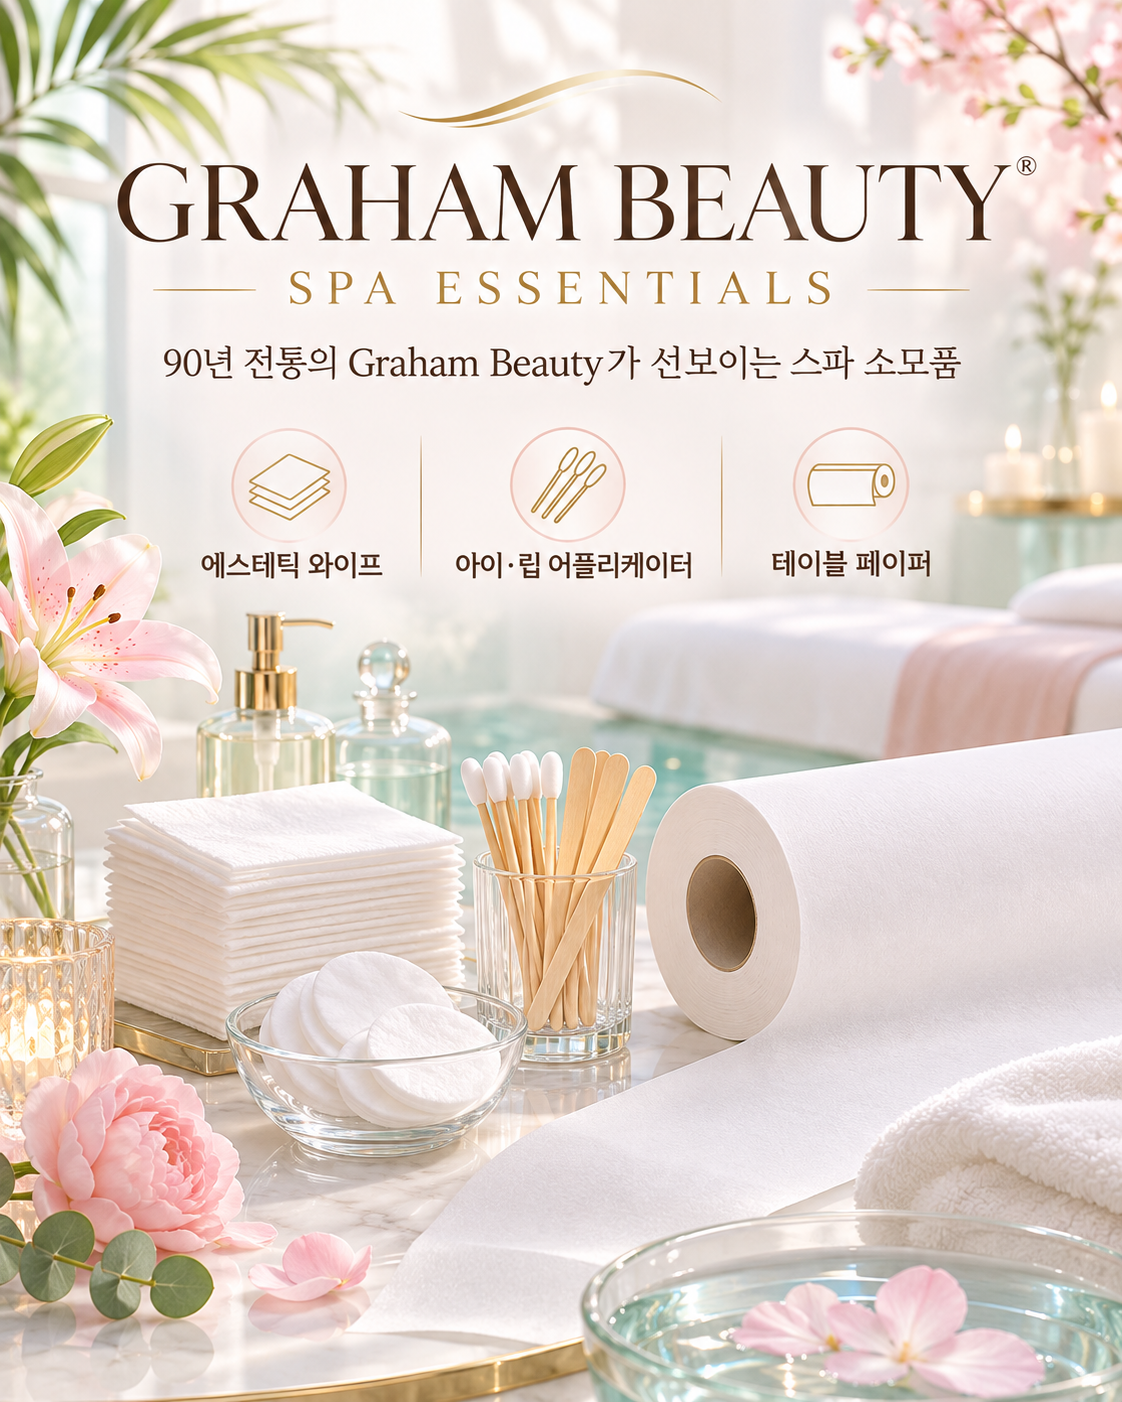 GRAHAM BEAUTY®
SPA ESSENTIALS
90년 전통의 Graham Beauty가 선보이는 스파 소모품
에스테틱 와이프
아이·립 어플리케이터
테이블 페이퍼